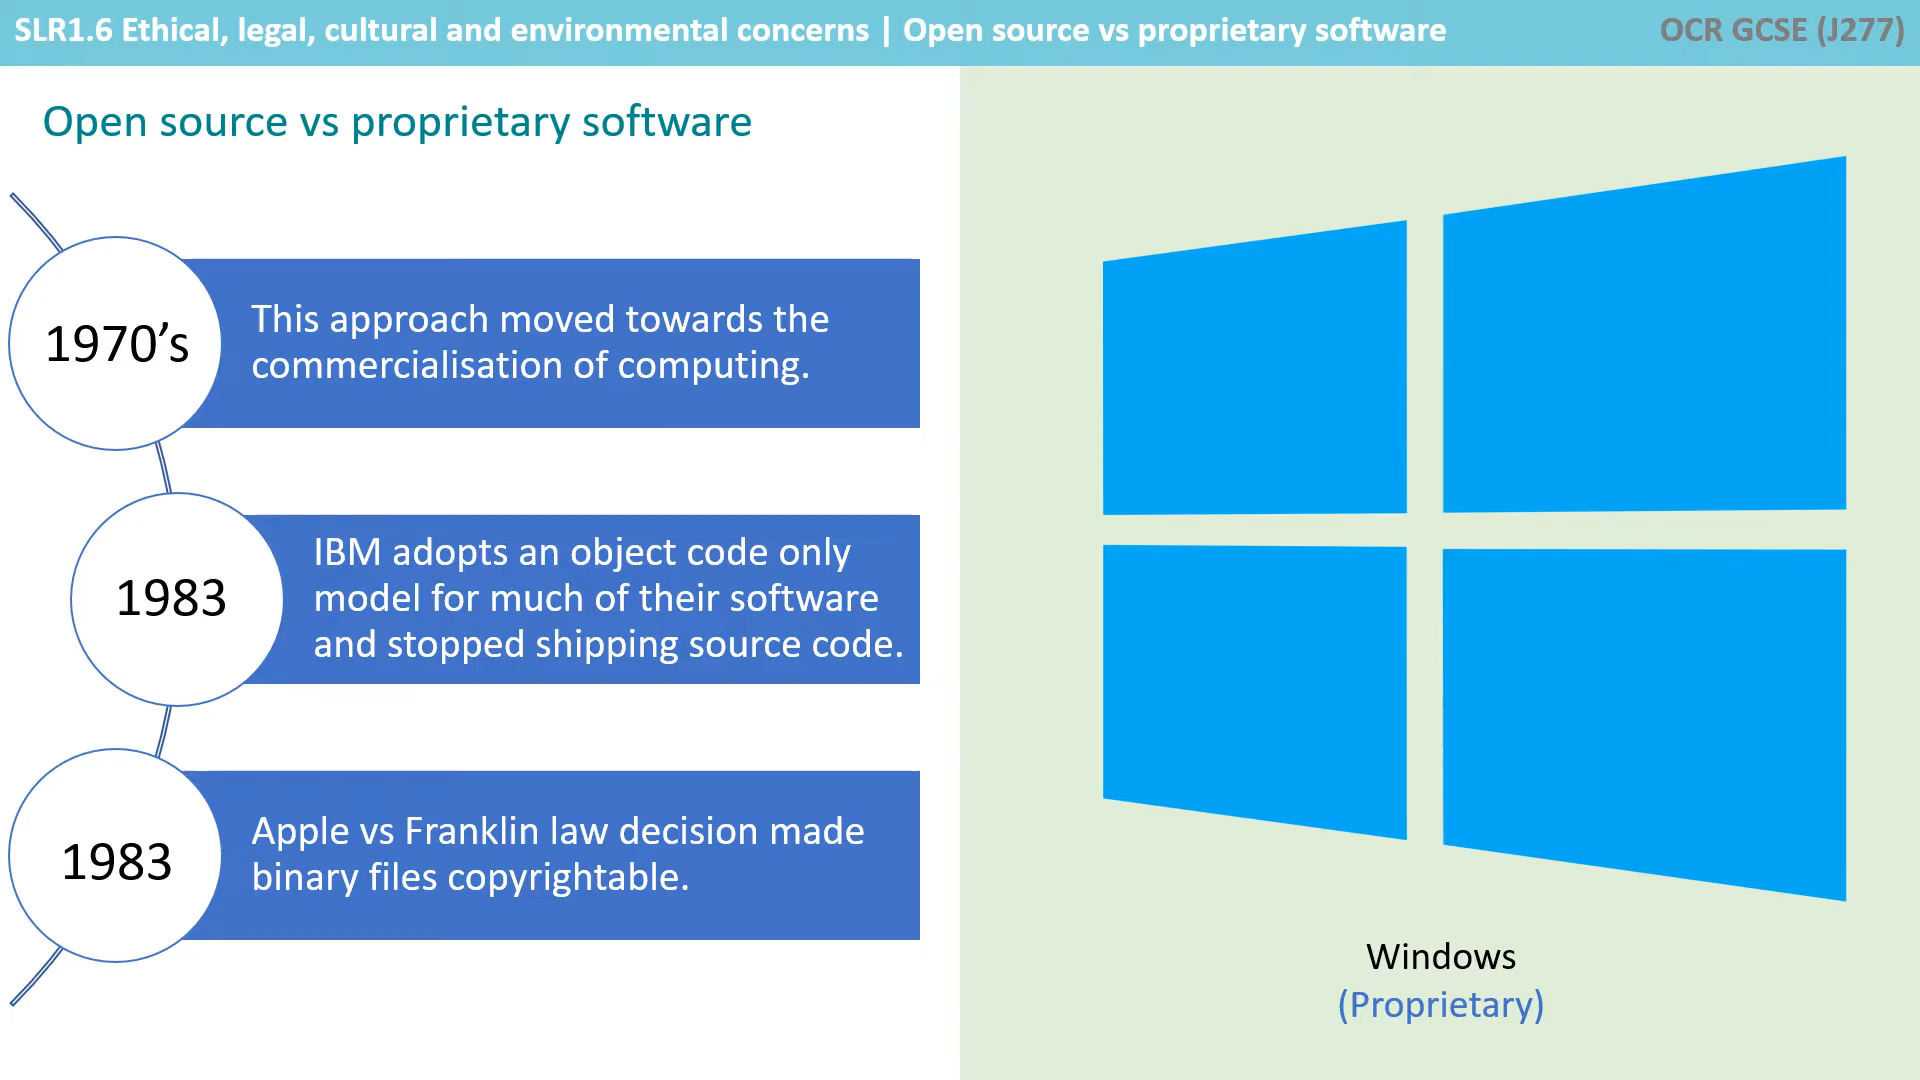 SLR1.6 Ethical, legal, cultural and environmental concerns | Open source vs proprietary software
OCR GCSE (J277)
Open source vs proprietary software
1970’s
This approach moved towards the
commercialisation of computing.
1983
IBM adopts an object code only
model for much of their software
and stopped shipping source code.
1983
Apple vs Franklin law decision made
binary files copyrightable.
Windows
(Proprietary)